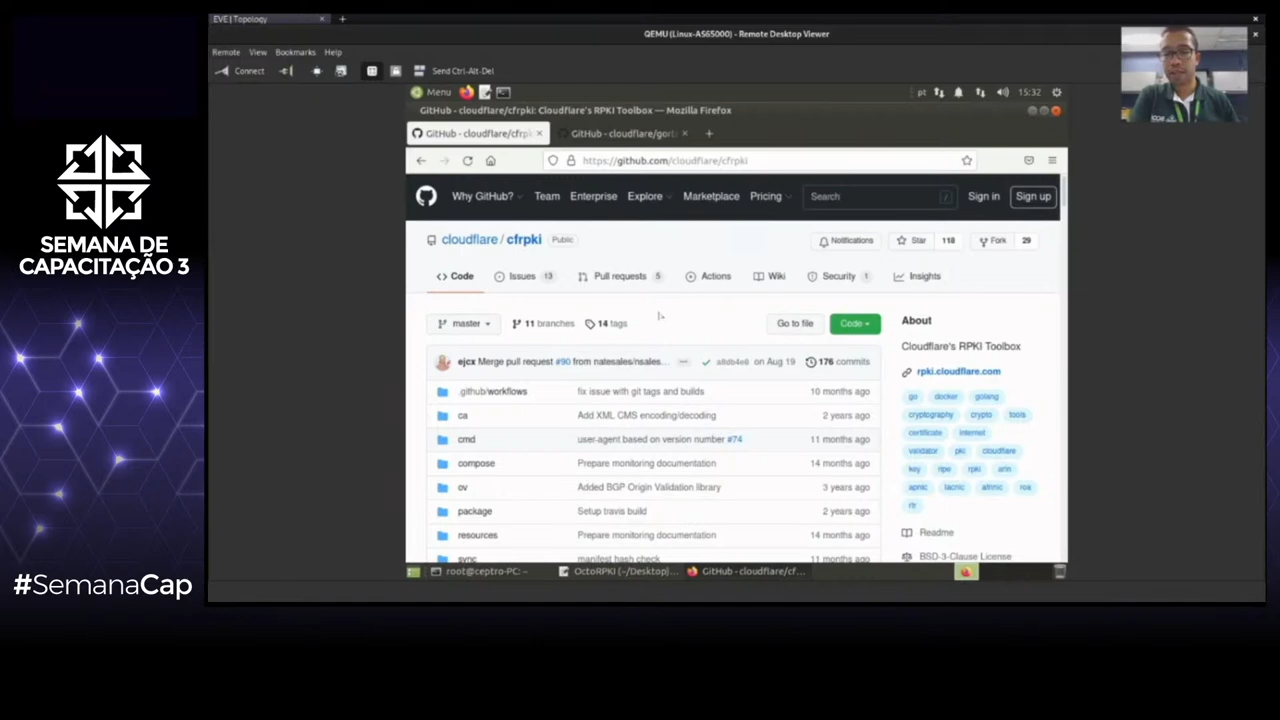 EVE | Topology
QEMU (Linux-AS65000) - Remote Desktop Viewer
Remote View Bookmarks Help
Connect Send Ctrl-Alt-Del
Menu pt 15:32
GitHub - cloudflare/cfrpki: Cloudflare's RPKI Toolbox — Mozilla Firefox
GitHub - cloudflare/cfrpk GitHub - cloudflare/gort
https://github.com/cloudflare/cfrpki
Why GitHub? Team Enterprise Explore Marketplace Pricing Search / Sign in Sign up
cloudflare / cfrpki Public Notifications Star 118 Fork 29
Code Issues 13 Pull requests 5 Actions Wiki Security 1 Insights
master 11 branches 14 tags Go to file Code
About
Cloudflare's RPKI Toolbox
rpki.cloudflare.com
go docker golang
cryptography crypto tools
certificate internet
validator pki cloudflare
key ripe rpki arin
apnic lacnic afrinic roa
rtr
Readme
BSD-3-Clause License
ejcx Merge pull request #90 from natesales/nsales... on Aug 19 176 commits
.github/workflows fix issue with git tags and builds 10 months ago
ca Add XML CMS encoding/decoding 2 years ago
cmd user-agent based on version number #74 11 months ago
compose Prepare monitoring documentation 14 months ago
ov Added BGP Origin Validation library 3 years ago
package Setup travis build 2 years ago
resources Prepare monitoring documentation 14 months ago
sync manifest hash check 11 months ago
root@ceptro-PC: ~ OctoRPKI (~/Desktop)... GitHub - cloudflare/cf...
SEMANA DE
CAPACITAÇÃO 3
#SemanaCap